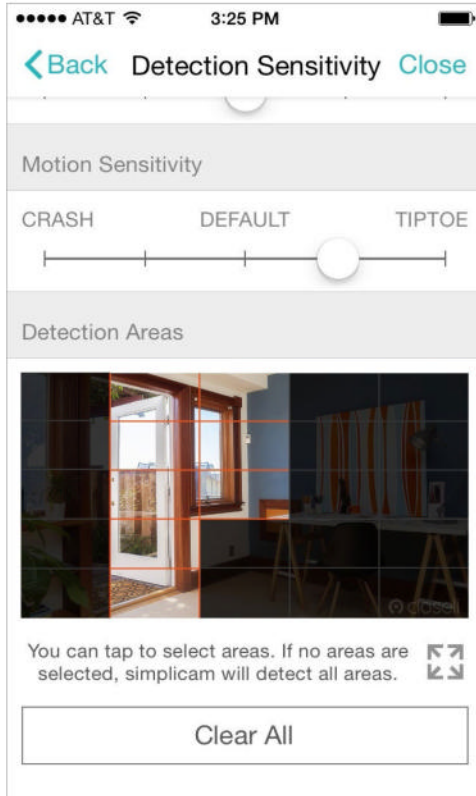 AT&T 3:25 PM
Back Detection Sensitivity Close
Motion Sensitivity
CRASH DEFAULT TIPTOE
Detection Areas
closeli
You can tap to select areas. If no areas are
selected, simplicam will detect all areas.
Clear All